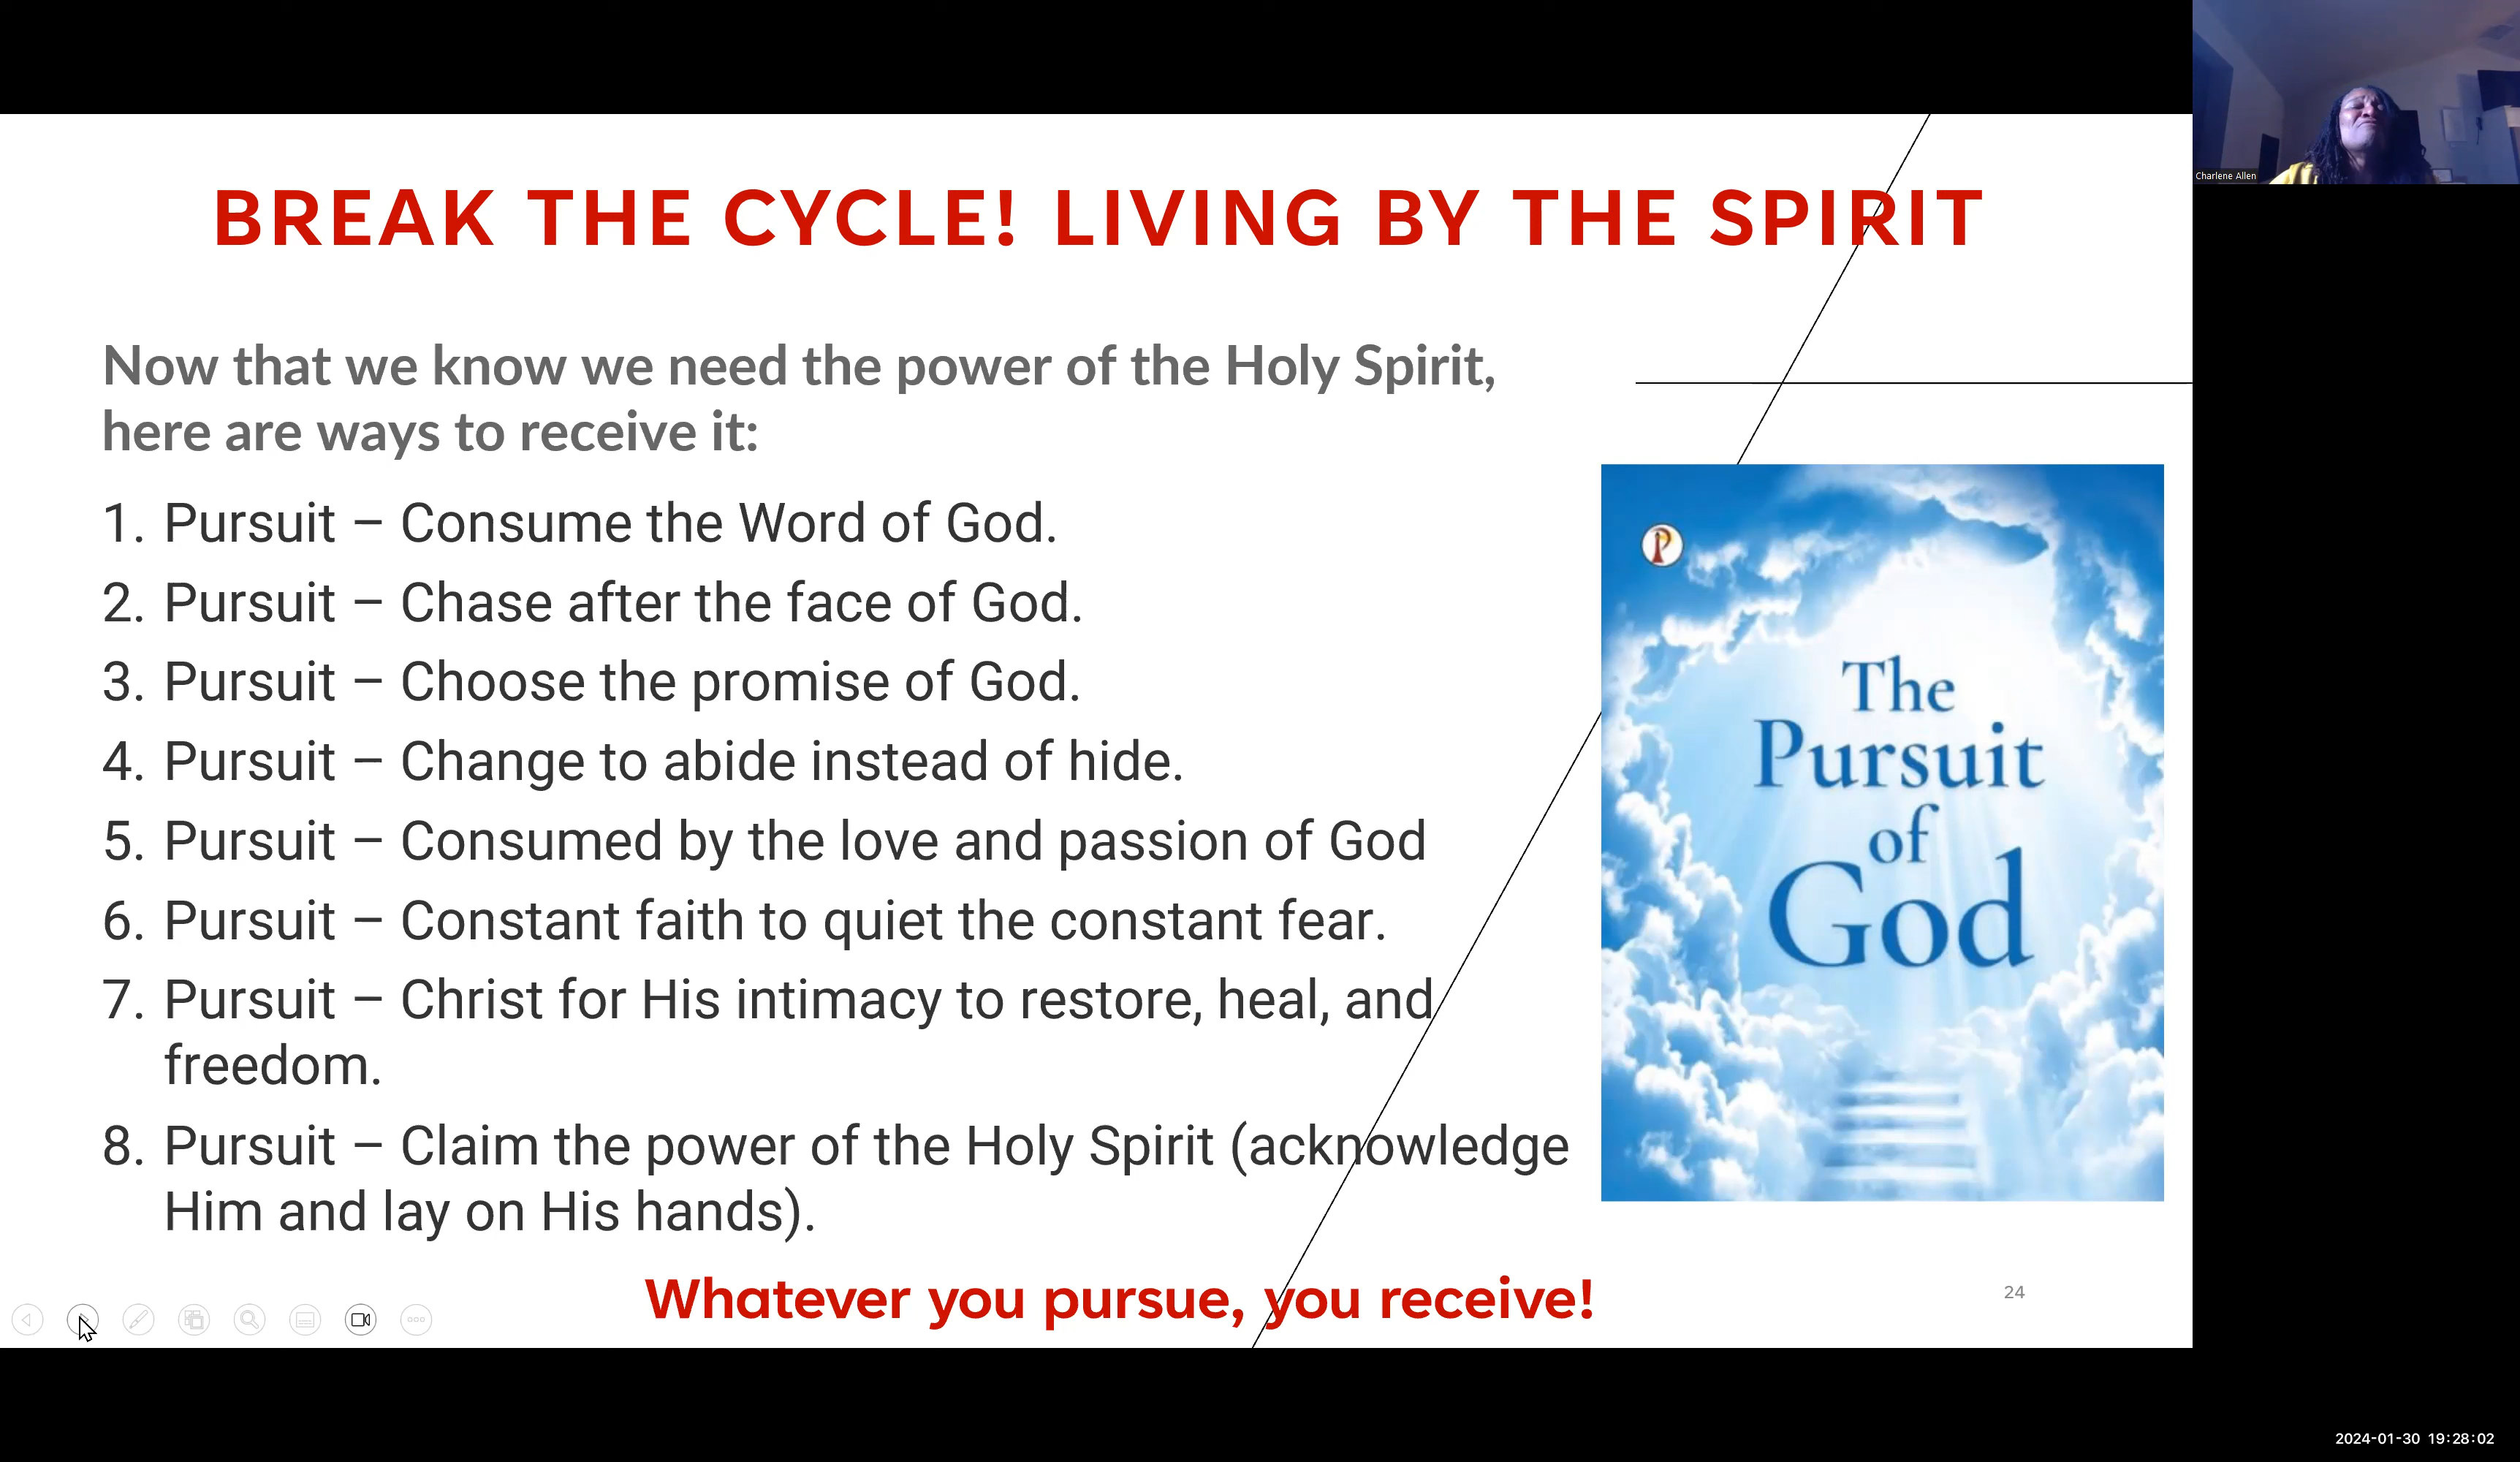 Charlene Allen
BREAK THE CYCLE! LIVING BY THE SPIRIT
Now that we know we need the power of the Holy Spirit,
here are ways to receive it:
1. Pursuit – Consume the Word of God.
2. Pursuit – Chase after the face of God.
3. Pursuit – Choose the promise of God.
4. Pursuit – Change to abide instead of hide.
5. Pursuit – Consumed by the love and passion of God
6. Pursuit – Constant faith to quiet the constant fear.
7. Pursuit – Christ for His intimacy to restore, heal, and
freedom.
8. Pursuit – Claim the power of the Holy Spirit (acknowledge
Him and lay on His hands).
P
The
Pursuit
of
God
Whatever you pursue, you receive!
24
2024-01-30 19:28:02